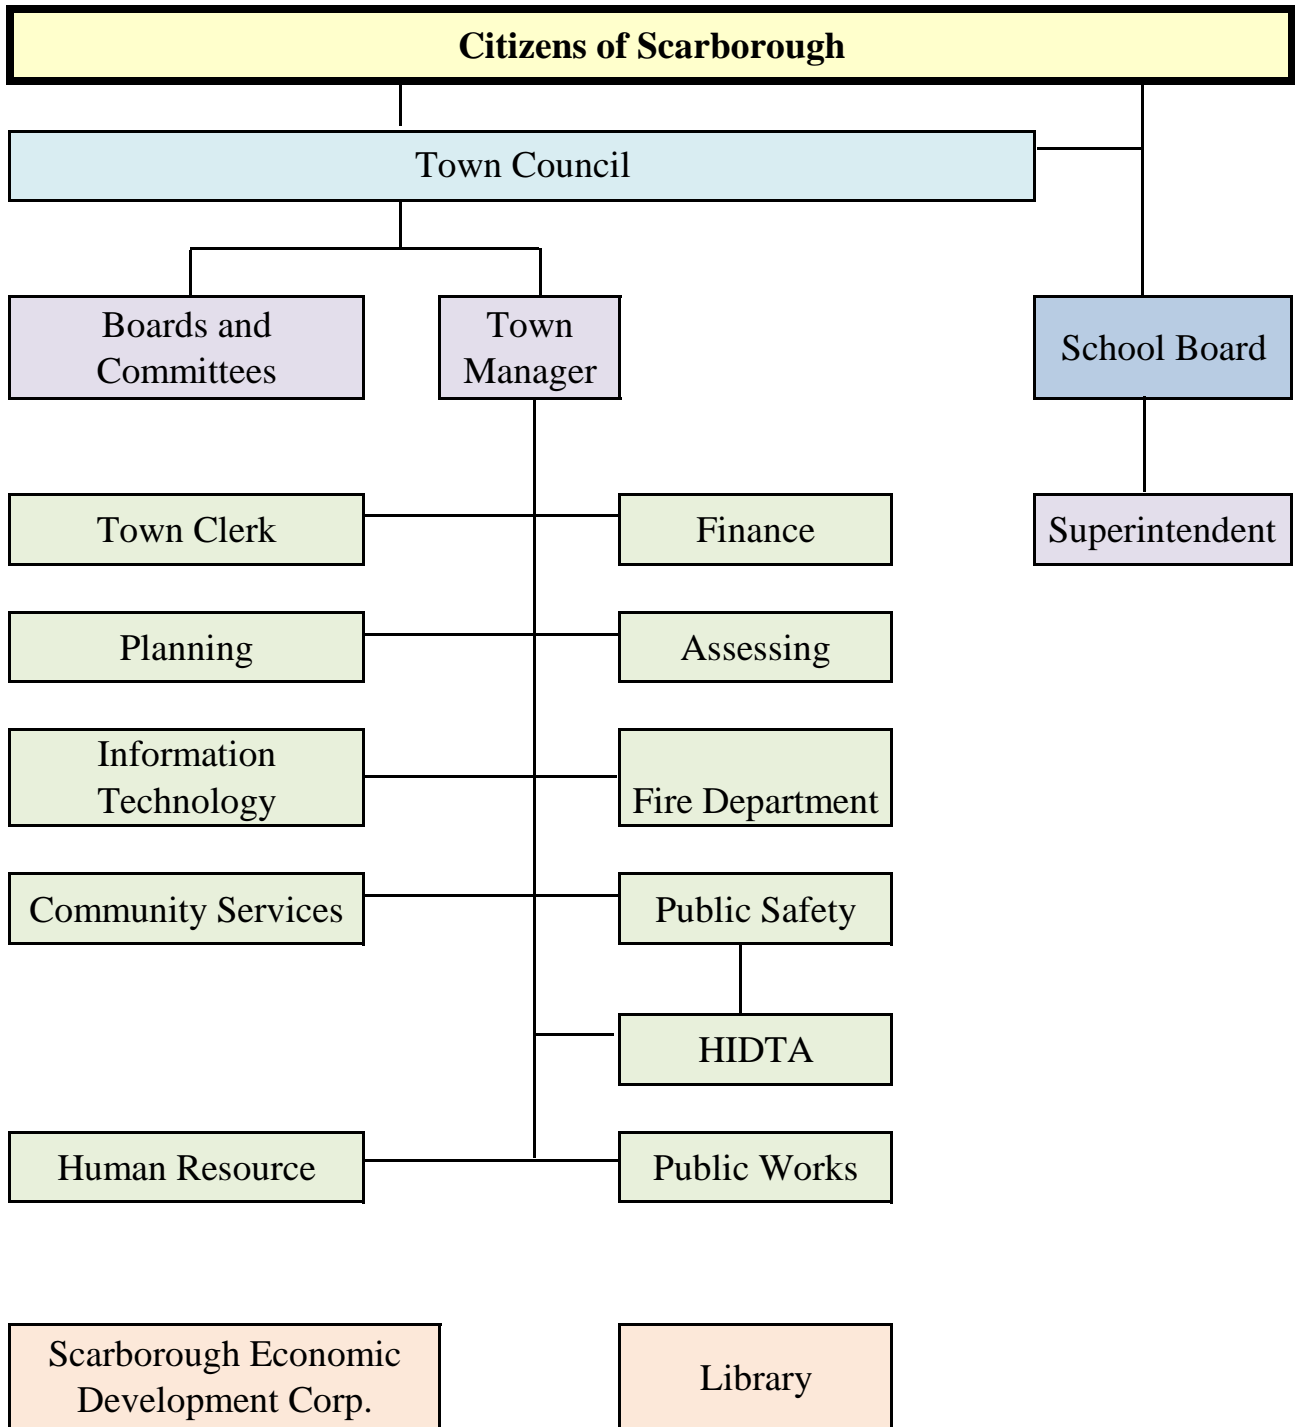 Citizens of Scarborough
Town Council
Boards and
Committees
Town
Manager
School Board
Town Clerk
Finance
Superintendent
Planning
Assessing
Information
Technology
Fire Department
Community Services
Public Safety
HIDTA
Human Resource
Public Works
Scarborough Economic
Development Corp.
Library